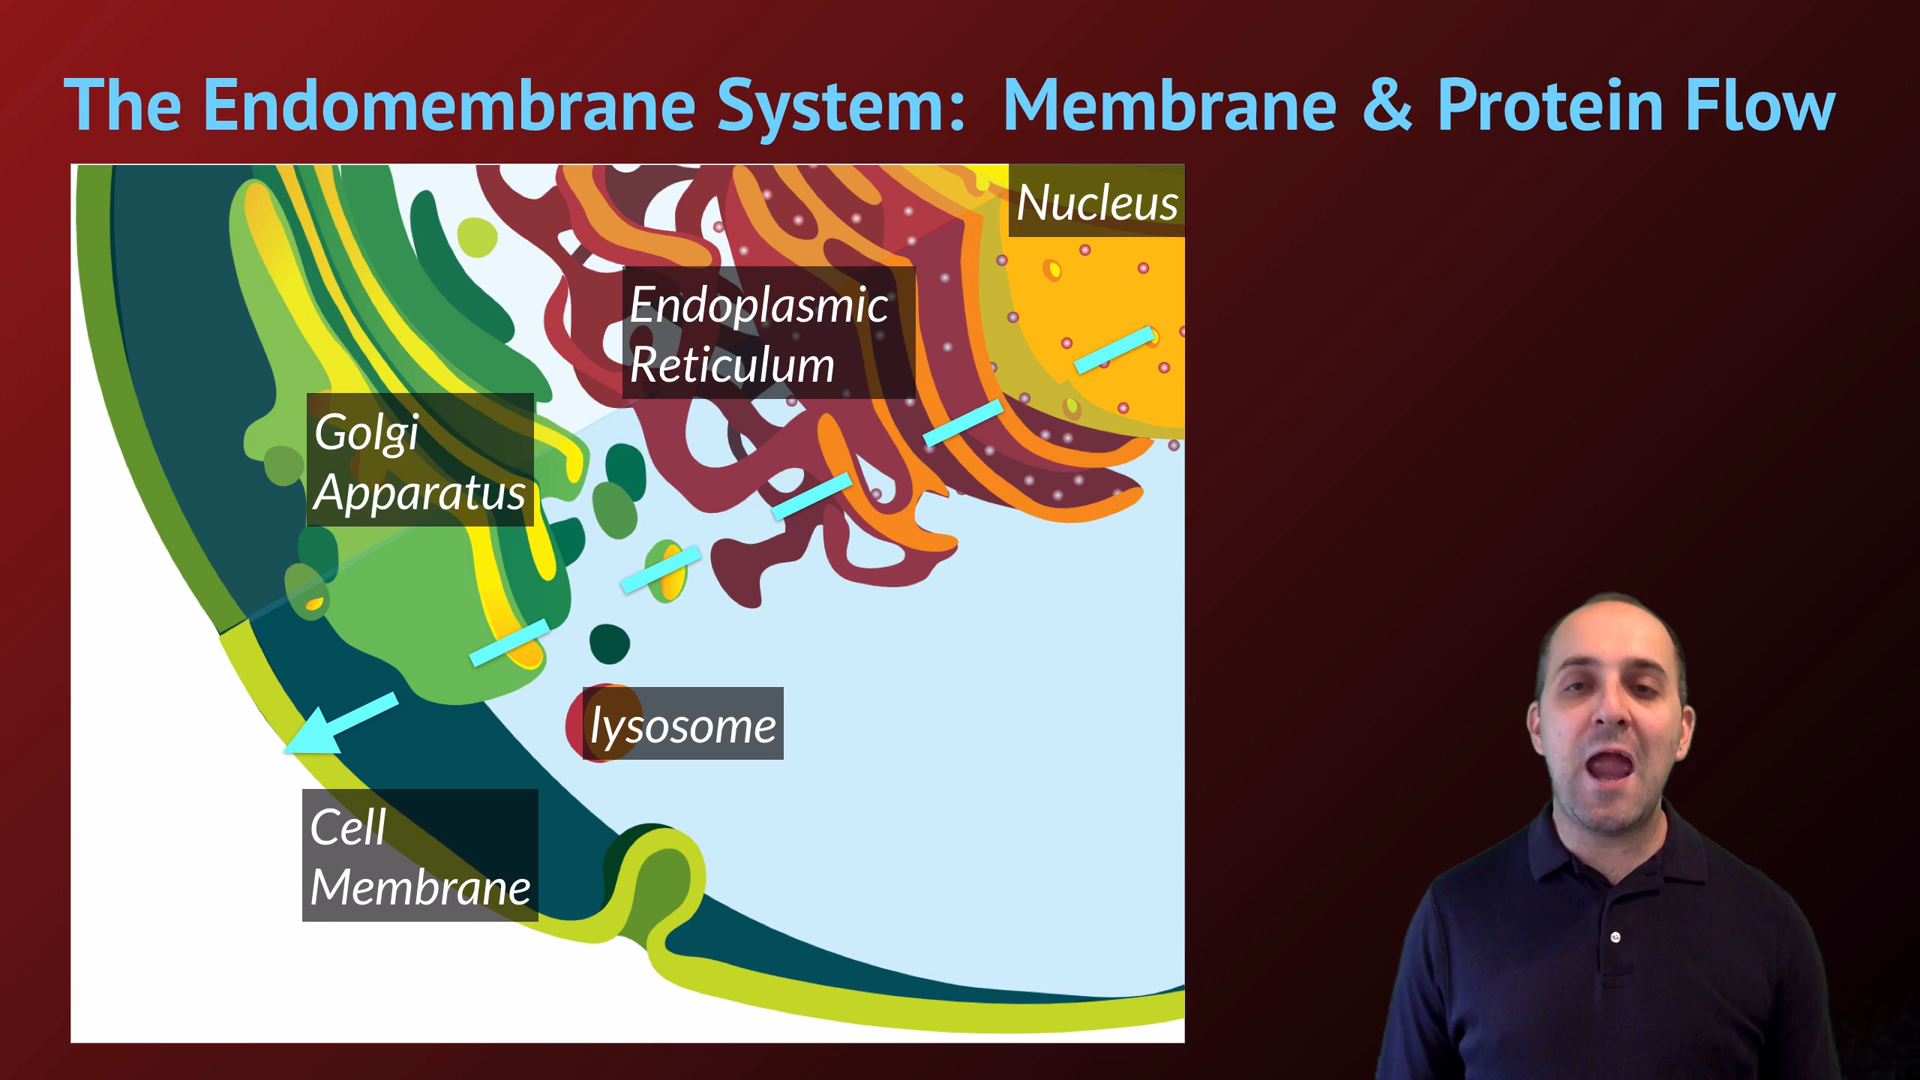 The Endomembrane System: Membrane & Protein Flow
Nucleus
Endoplasmic
Reticulum
Golgi
Apparatus
lysosome
Cell
Membrane